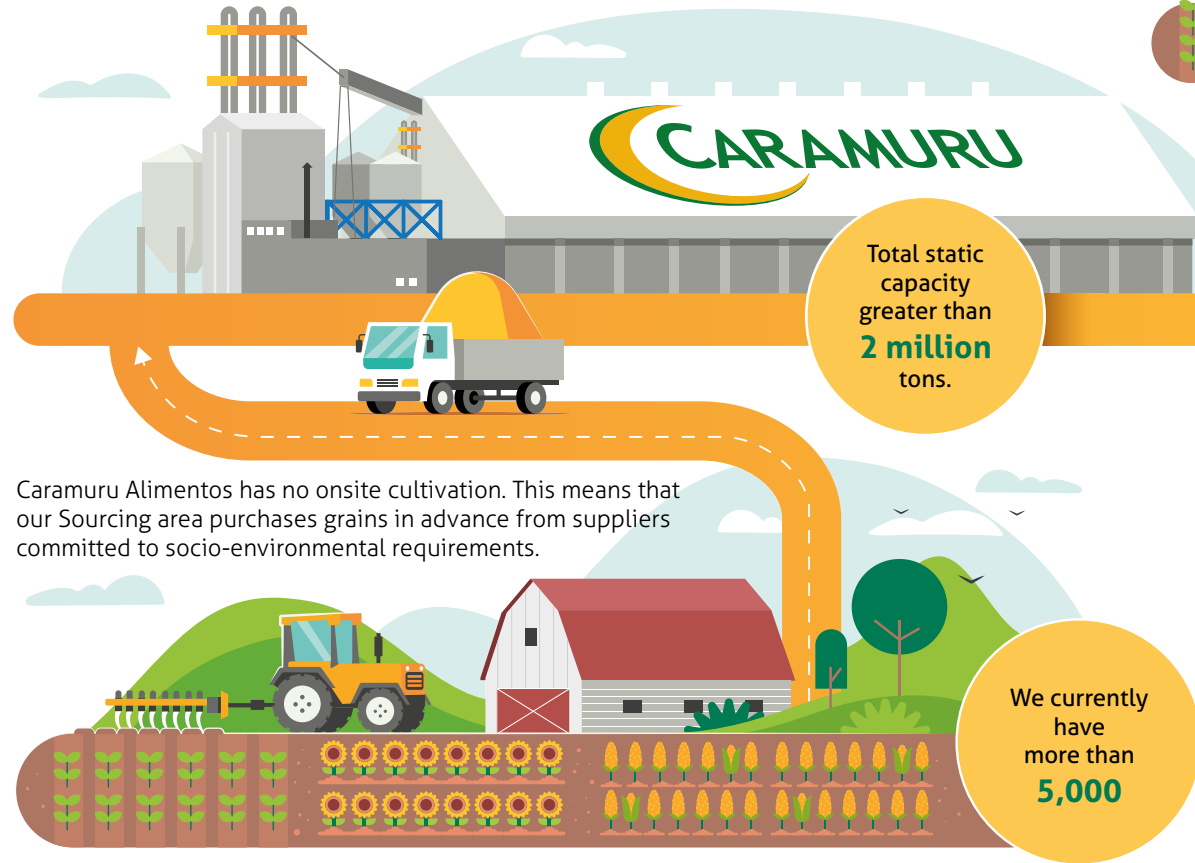 CARAMURU
Total static
capacity
greater than
2 million
tons.
Caramuru Alimentos has no onsite cultivation. This means that
our Sourcing area purchases grains in advance from suppliers
committed to socio-environmental requirements.
We currently
have
more than
5,000